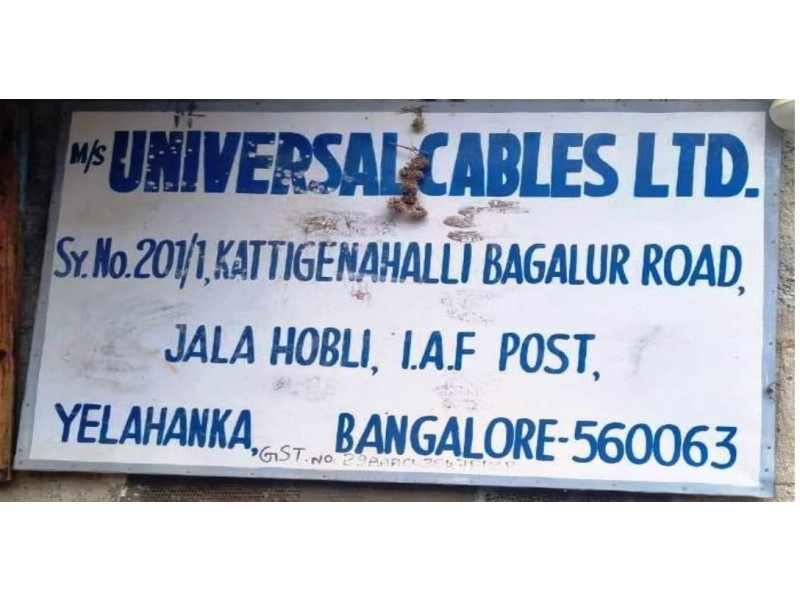 M/S UNIVERSAL CABLES LTD.
Sy.No.201/1, KATTIGENAHALLI BAGALUR ROAD,
JALA HOBLI, I.A.F POST,
YELAHANKA, BANGALORE-560063
GST.No.